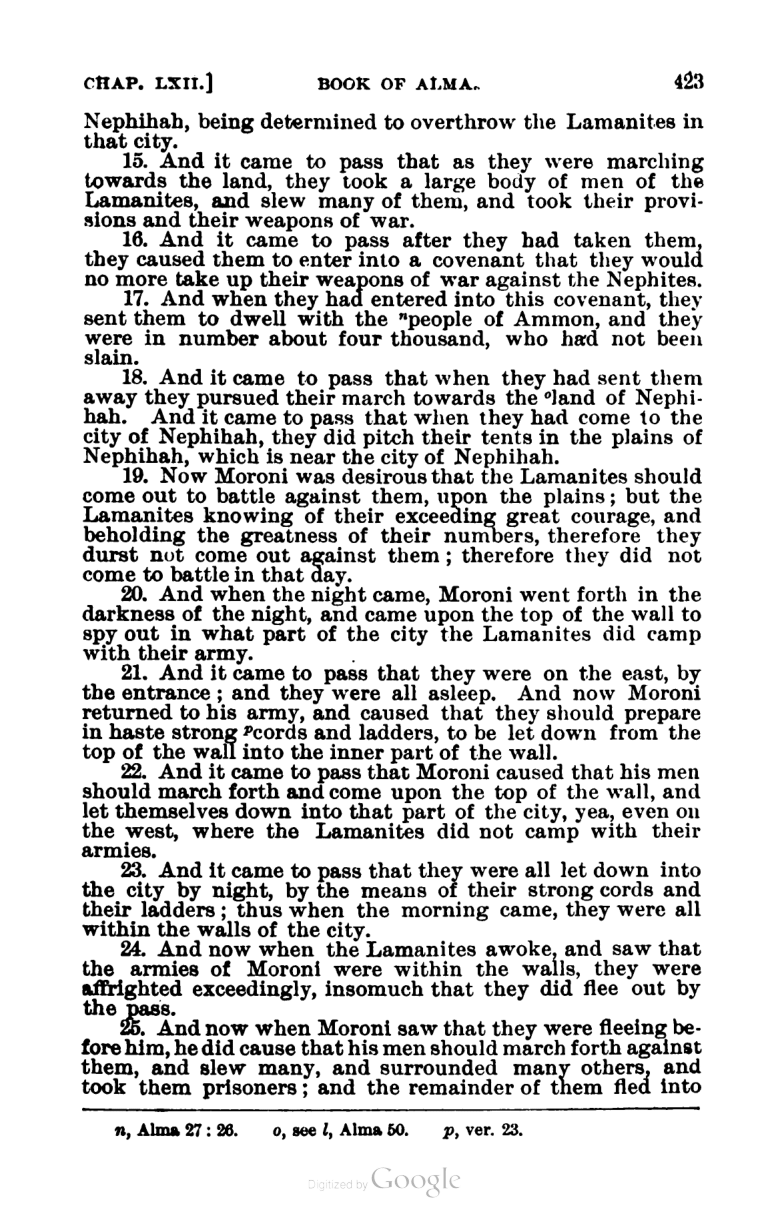 CHAP. LXII.] BOOK OF ALMA. 423
Nephihah, being determined to overthrow the Lamanites in
that city.
15. And it came to pass that as they were marching
towards the land, they took a large body of men of the
Lamanites, and slew many of them, and took their provi-
sions and their weapons of war.
16. And it came to pass after they had taken them,
they caused them to enter into a covenant that they would
no more take up their weapons of war against the Nephites.
17. And when they had entered into this covenant, they
sent them to dwell with the ⁿpeople of Ammon, and they
were in number about four thousand, who had not been
slain.
18. And it came to pass that when they had sent them
away they pursued their march towards the ᵒland of Nephi-
hah. And it came to pass that when they had come to the
city of Nephihah, they did pitch their tents in the plains of
Nephihah, which is near the city of Nephihah.
19. Now Moroni was desirous that the Lamanites should
come out to battle against them, upon the plains; but the
Lamanites knowing of their exceeding great courage, and
beholding the greatness of their numbers, therefore they
durst not come out against them; therefore they did not
come to battle in that day.
20. And when the night came, Moroni went forth in the
darkness of the night, and came upon the top of the wall to
spy out in what part of the city the Lamanites did camp
with their army.
21. And it came to pass that they were on the east, by
the entrance; and they were all asleep. And now Moroni
returned to his army, and caused that they should prepare
in haste strong ᵖcords and ladders, to be let down from the
top of the wall into the inner part of the wall.
22. And it came to pass that Moroni caused that his men
should march forth and come upon the top of the wall, and
let themselves down into that part of the city, yea, even on
the west, where the Lamanites did not camp with their
armies.
23. And it came to pass that they were all let down into
the city by night, by the means of their strong cords and
their ladders; thus when the morning came, they were all
within the walls of the city.
24. And now when the Lamanites awoke, and saw that
the armies of Moroni were within the walls, they were
affrighted exceedingly, insomuch that they did flee out by
the pass.
25. And now when Moroni saw that they were fleeing be-
fore him, he did cause that his men should march forth against
them, and slew many, and surrounded many others, and
took them prisoners; and the remainder of them fled into
n, Alma 27: 26. o, see l, Alma 50. p, ver. 23.
Digitized by Google